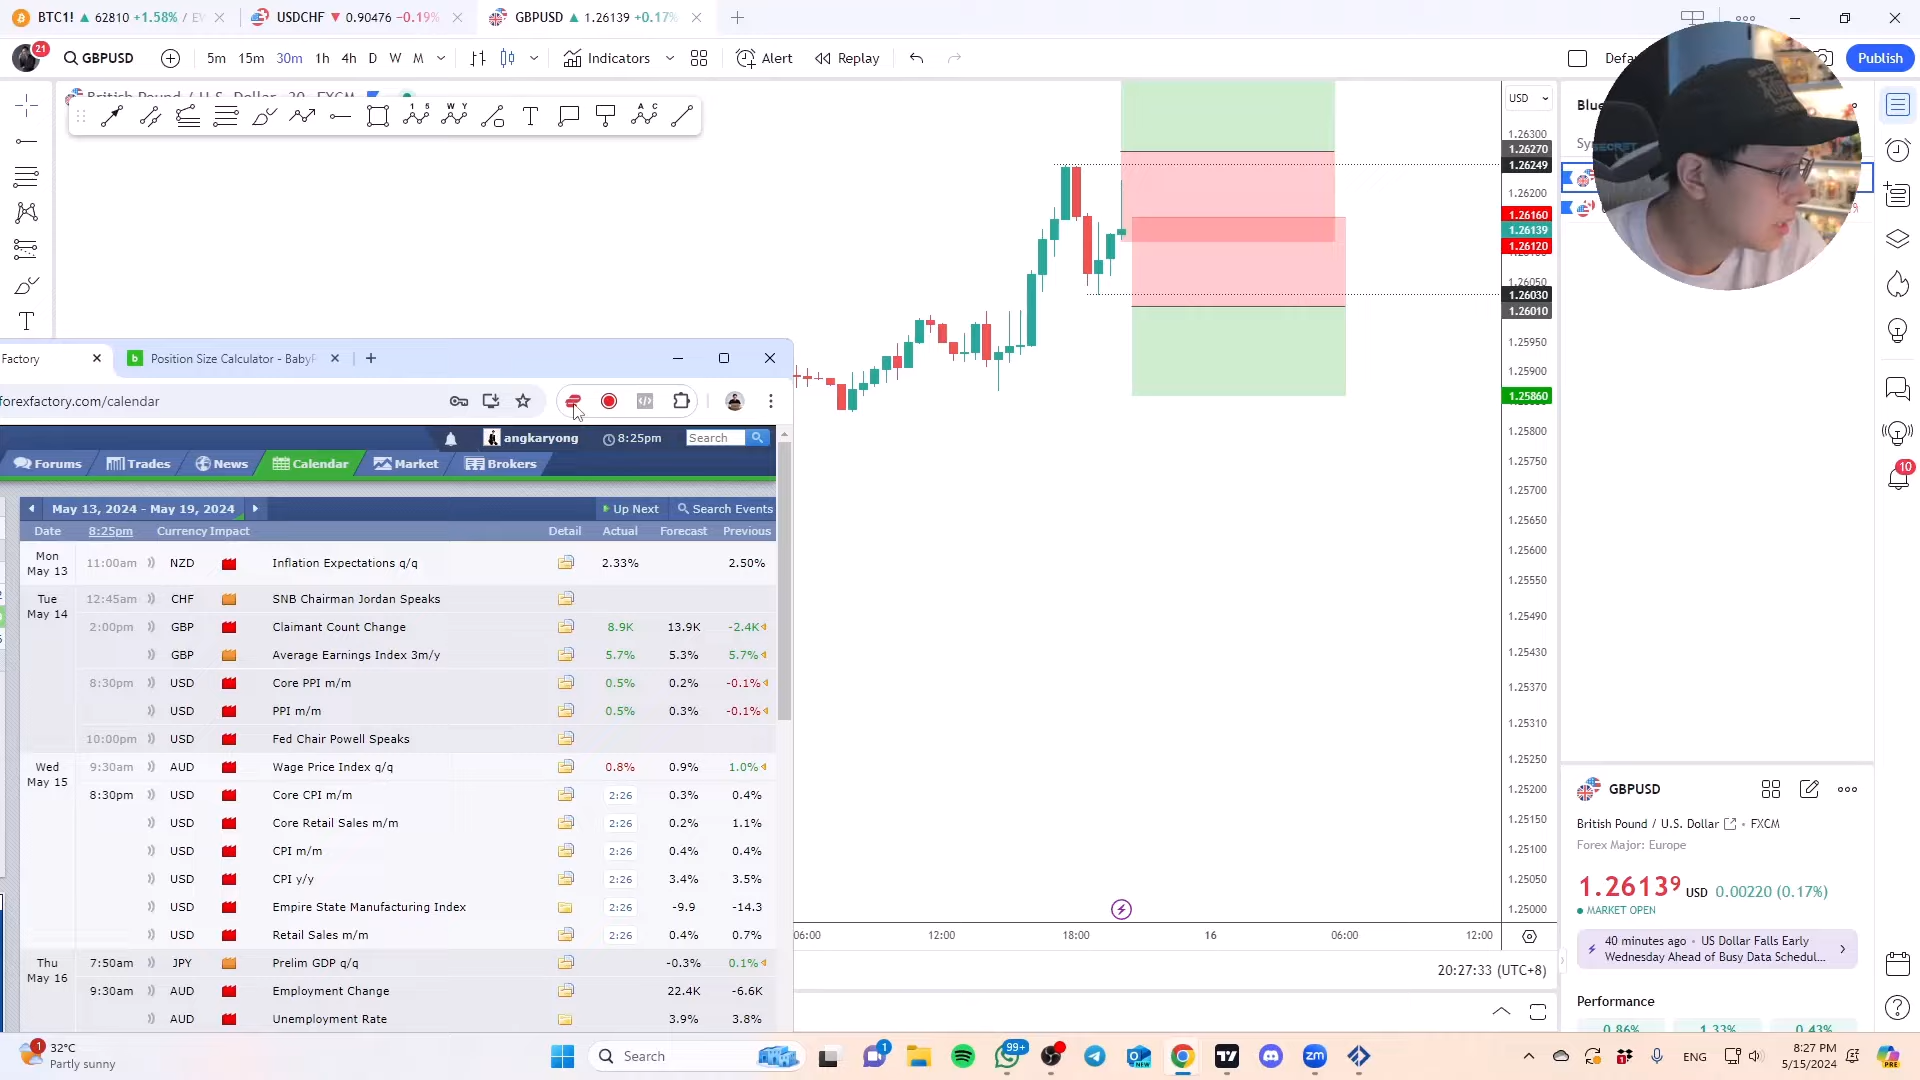 BTC1! ▲ 62810 +1.58% /
USDCHF ▼ 0.90476 −0.19%
GBPUSD ▲ 1.26139 +0.17%
21
GBPUSD
5m 15m 30m 1h 4h D W M
Indicators
Alert
Replay
Publish
British Pound / U.S. Dollar · 30 · FXCM
USD
1.26300
1.26270
1.26249
1.26200
1.26160
1.26139
1.26120
1.26050
1.26030
1.26010
1.25950
1.25900
1.25860
1.25800
1.25750
1.25700
1.25650
1.25600
1.25550
1.25490
1.25430
1.25370
1.25310
1.25250
1.25200
1.25150
1.25100
1.25050
1.25000
06:00 12:00 18:00 16 06:00 12:00
20:27:33 (UTC+8)
Factory
Position Size Calculator - BabyP
forexfactory.com/calendar
angkaryong
8:25pm
Search
Forums Trades News Calendar Market Brokers
May 13, 2024 - May 19, 2024 Up Next Search Events
Date 8:25pm Currency Impact Detail Actual Forecast Previous
Mon
May 13
11:00am NZD Inflation Expectations q/q 2.33% 2.50%
Tue
May 14
12:45am CHF SNB Chairman Jordan Speaks
2:00pm GBP Claimant Count Change 8.9K 13.9K -2.4K
GBP Average Earnings Index 3m/y 5.7% 5.3% 5.7%
8:30pm USD Core PPI m/m 0.5% 0.2% -0.1%
USD PPI m/m 0.5% 0.3% -0.1%
10:00pm USD Fed Chair Powell Speaks
Wed
May 15
9:30am AUD Wage Price Index q/q 0.8% 0.9% 1.0%
8:30pm USD Core CPI m/m 2:26 0.3% 0.4%
USD Core Retail Sales m/m 2:26 0.2% 1.1%
USD CPI m/m 2:26 0.4% 0.4%
USD CPI y/y 2:26 3.4% 3.5%
USD Empire State Manufacturing Index 2:26 -9.9 -14.3
USD Retail Sales m/m 2:26 0.4% 0.7%
Thu
May 16
7:50am JPY Prelim GDP q/q -0.3% 0.1%
9:30am AUD Employment Change 22.4K -6.6K
AUD Unemployment Rate 3.9% 3.8%
10
GBPUSD
British Pound / U.S. Dollar • FXCM
Forex Major: Europe
1.26139 USD 0.00220 (0.17%)
MARKET OPEN
40 minutes ago • US Dollar Falls Early
Wednesday Ahead of Busy Data Schedul...
Performance
0.86% 1.33% 0.43%
1
32°C
Partly sunny
Search
1
99+
ENG
8:27 PM
5/15/2024